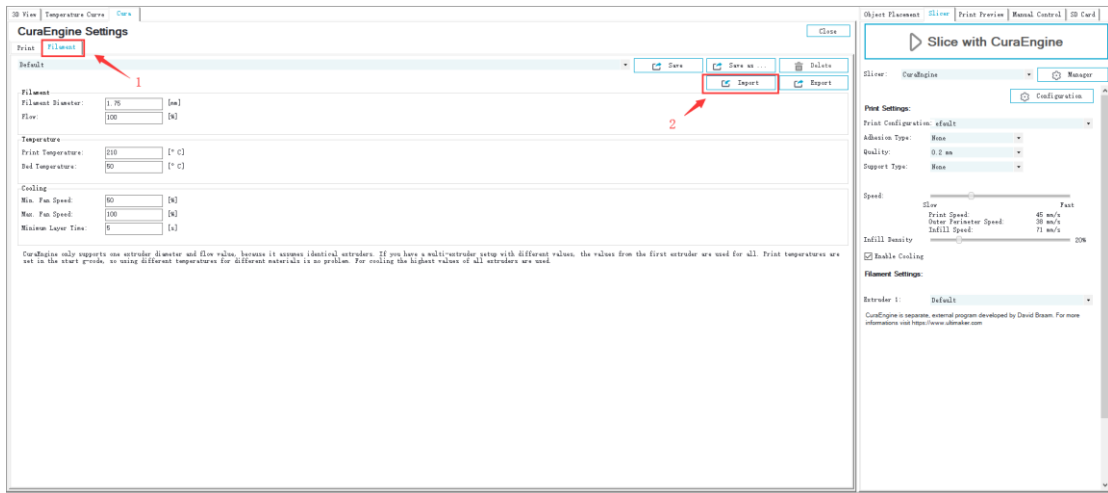 3D View
Temperature Curve
Cura
CuraEngine Settings
Close
Print
Filament
1
Default
Save
Save as ...
Delete
Import
Export
2
Filament
Filament Diameter:
1.75
[mm]
Flow:
100
[%]
Temperature
Print Temperature:
210
[° C]
Bed Temperature:
50
[° C]
Cooling
Min. Fan Speed:
50
[%]
Max. Fan Speed:
100
[%]
Minimum Layer Time:
5
[s]
CuraEngine only supports one extruder diameter and flow value, because it assumes identical extruders. If you have a multi-extruder setup with different values, the values from the first extruder are used for all. Print temperatures are
set in the start g-code, so using different temperatures for different materials is no problem. For cooling the highest values of all extruders are used.
Object Placement
Slicer
Print Preview
Manual Control
SD Card
Slice with CuraEngine
Slicer:
CuraEngine
Manager
Configuration
Print Settings:
Print Configuration:
efault
Adhesion Type:
None
Quality:
0.2 mm
Support Type:
None
Speed:
Slow
Fast
Print Speed:
45 mm/s
Outer Perimeter Speed:
38 mm/s
Infill Speed:
71 mm/s
Infill Density
20%
Enable Cooling
Filament Settings:
Extruder 1:
Default
CuraEngine is separate, external program developed by David Braam. For more
informations visit https://www.ultimaker.com